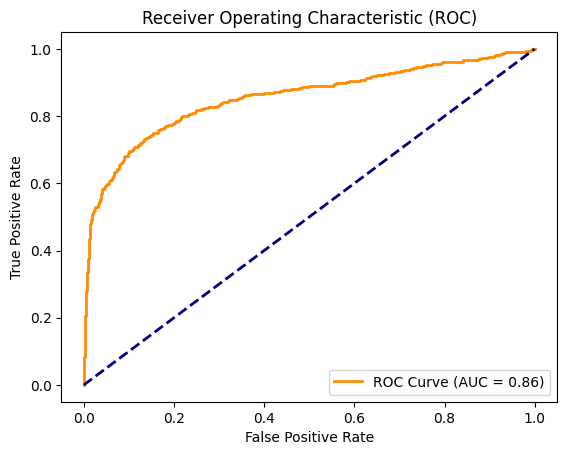 Receiver Operating Characteristic (ROC)
True Positive Rate
1.0
0.8
0.6
0.4
0.2
0.0
ROC Curve (AUC = 0.86)
0.0 0.2 0.4 0.6 0.8 1.0
False Positive Rate